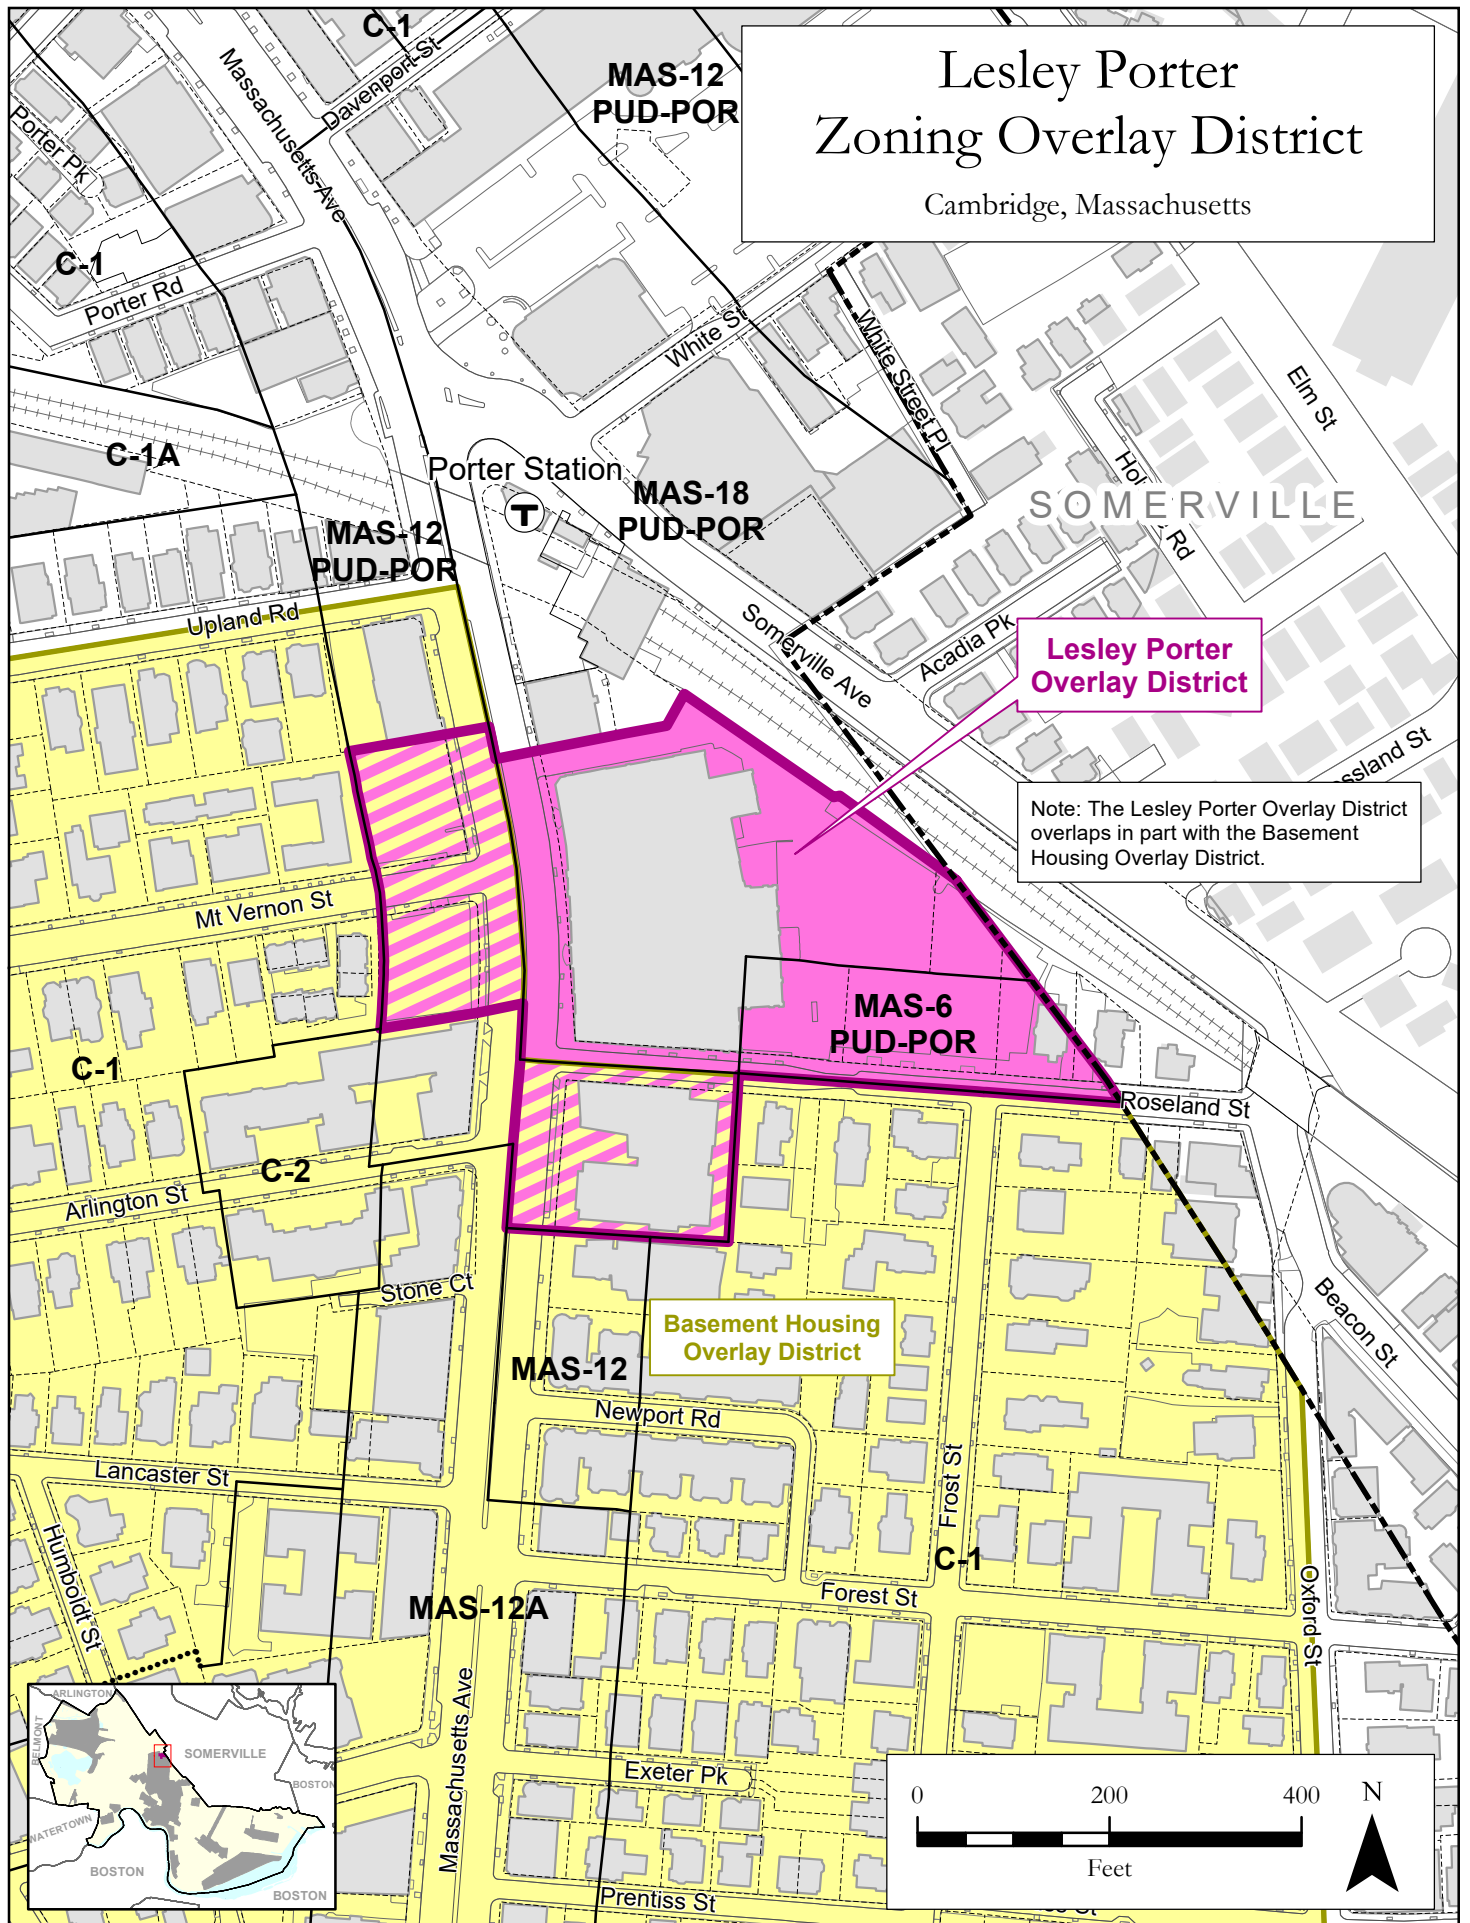 Lesley Porter
Zoning Overlay District
Cambridge, Massachusetts
C-1
Davenport St
MAS-12
PUD-POR
Massachusetts Ave
Porter Pk
C-1
Porter Rd
White St
White Street Pl
Elm St
C-1A
Porter Station
T
MAS-18
PUD-POR
SOMERVILLE
Rd
MAS-12
PUD-POR
Upland Rd
Somerville Ave
Acadia Pk
Lesley Porter
Overlay District
ssland St
Note: The Lesley Porter Overlay District
overlaps in part with the Basement
Housing Overlay District.
Mt Vernon St
MAS-6
PUD-POR
C-1
Roseland St
C-2
Arlington St
Stone Ct
Beacon St
Basement Housing
Overlay District
MAS-12
Newport Rd
Lancaster St
Frost St
Humboldt St
C-1
Forest St
MAS-12A
Oxford St
Massachusetts Ave
Exeter Pk
Prentiss St
ARLINGTON
BELMONT
SOMERVILLE
BOSTON
WATERTOWN
BOSTON
BOSTON
0 200 400
Feet
N